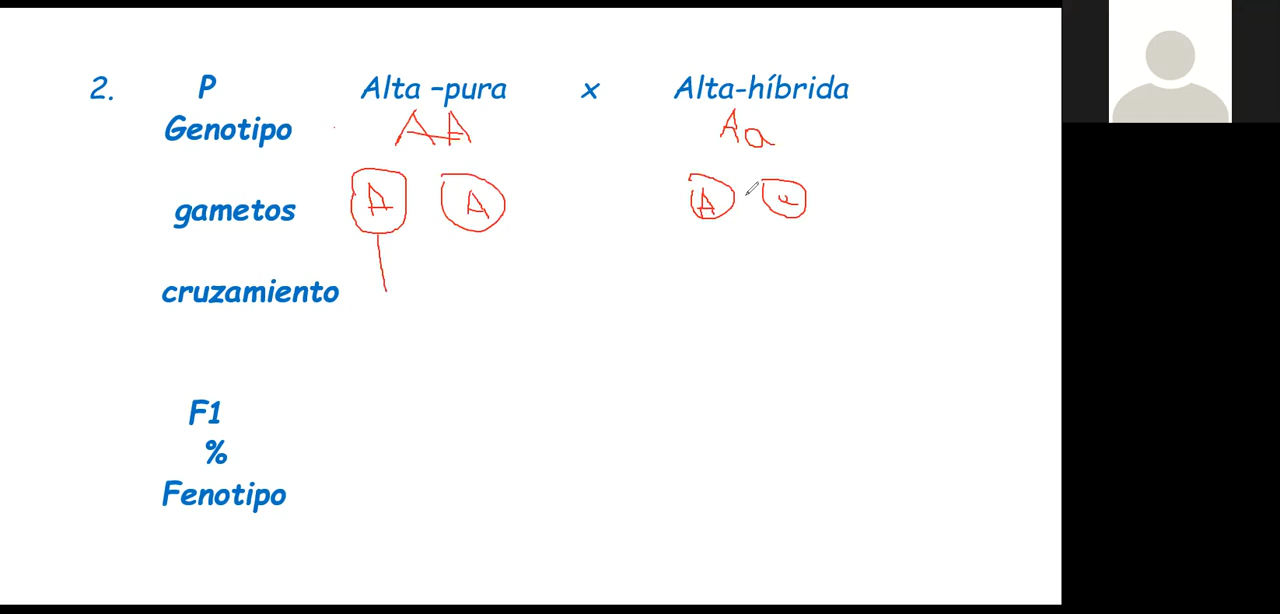 2. P Alta -pura x Alta-híbrida
Genotipo AA Aa
gametos A A A a
cruzamiento
F1
%
Fenotipo